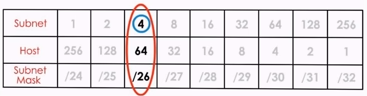 Subnet 1 2 4 8 16 32 64 128 256
Host 256 128 64 32 16 8 4 2 1
Subnet Mask /24 /25 /26 /27 /28 /29 /30 /31 /32